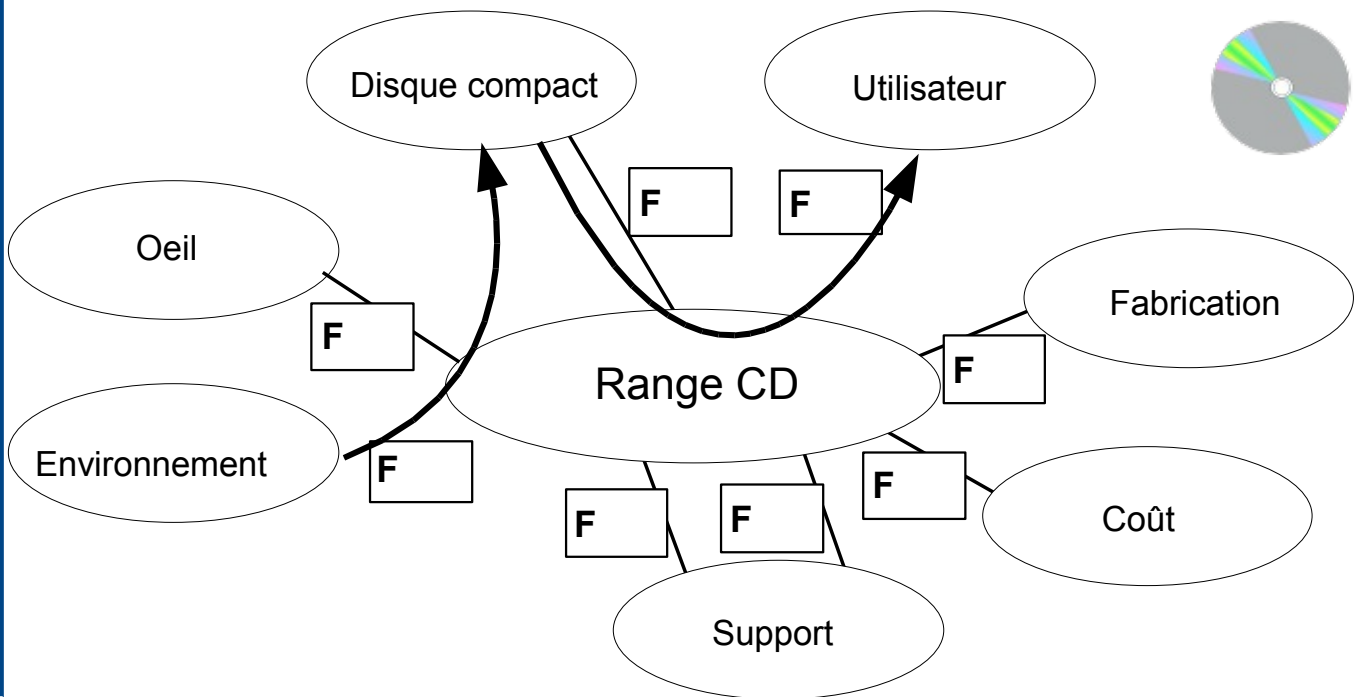 Disque compact
Utilisateur
F
F
Oeil
Fabrication
F
F
Range CD
Environnement
F
F
F
F
Coût
Support